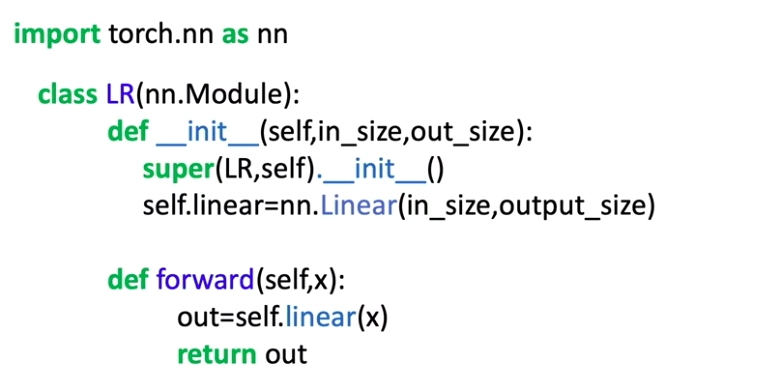 import torch.nn as nn
class LR(nn.Module):
def __init__(self,in_size,out_size):
super(LR,self).__init__()
self.linear=nn.Linear(in_size,output_size)
def forward(self,x):
out=self.linear(x)
return out